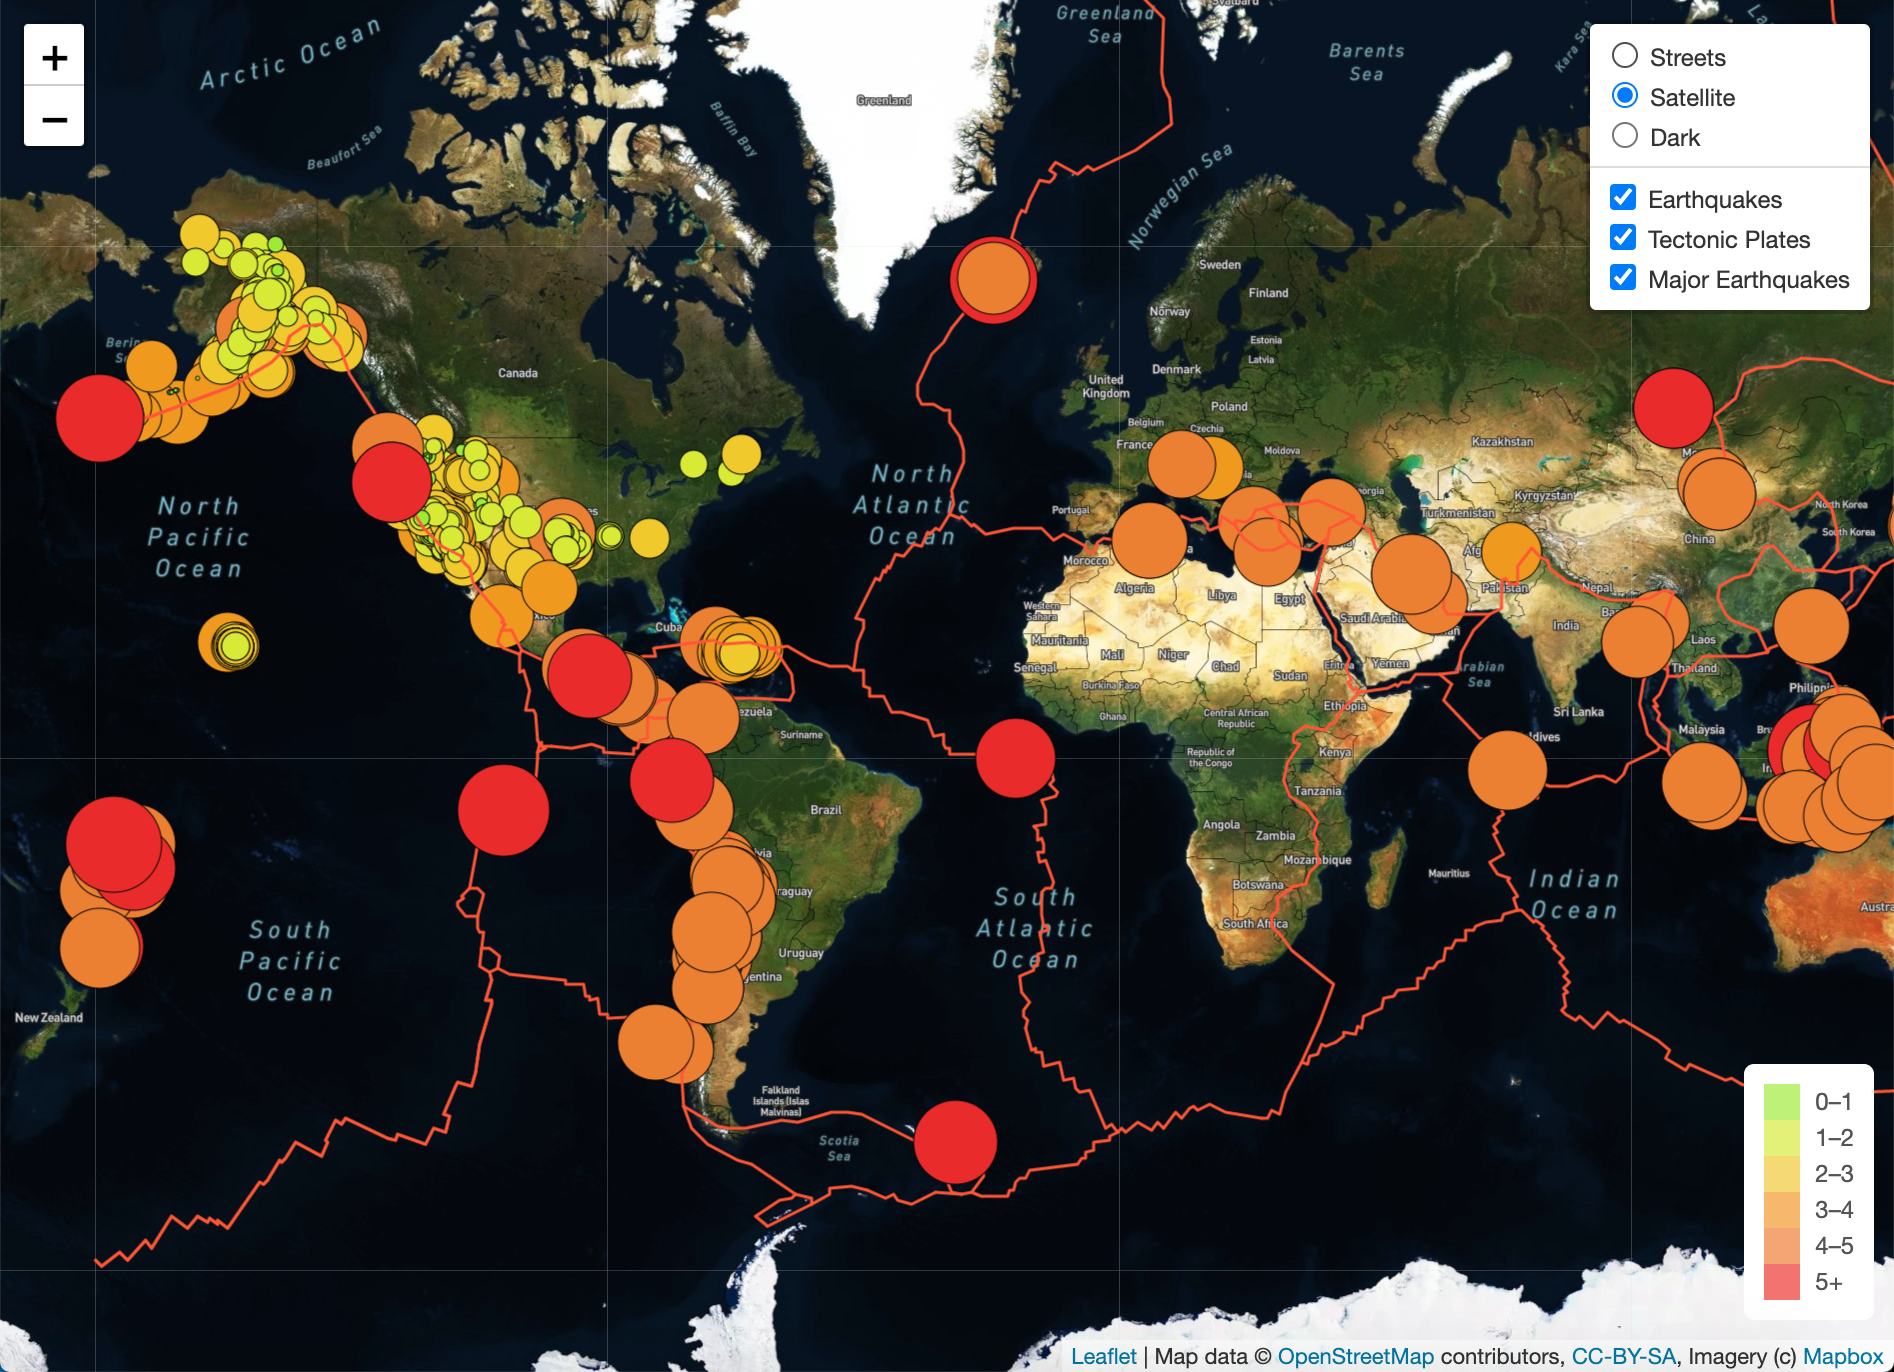 +
−
Streets
Satellite
Dark
Earthquakes
Tectonic Plates
Major Earthquakes
Arctic Ocean
Beaufort Sea
Baffin Bay
Greenland
Greenland
Sea
Svalbard
Barents
Sea
Kara Sea
Norwegian Sea
Sweden
Finland
Norway
Estonia
Latvia
Denmark
United
Kingdom
Poland
Belgium
Czechia
France
Moldova
Canada
Kazakhstan
Kyrgyzstan
Turkmenistan
North Korea
South Korea
China
North
Pacific
Ocean
North
Atlantic
Ocean
Portugal
Morocco
Algeria
Libya
Egypt
Western
Sahara
Mauritania
Mali
Niger
Chad
Sudan
Senegal
Burkina Faso
Ghana
Central African
Republic
Eritrea
Yemen
Saudi Arabia
Pakistan
Nepal
India
Laos
Thailand
Arabian
Sea
Sri Lanka
Malaysia
Philippi
Ethiopia
Kenya
Republic of
the Congo
Tanzania
Angola
Zambia
Mozambique
Botswana
South Africa
Mauritius
Indian
Ocean
Austra
Cuba
ezuela
Suriname
Brazil
via
raguay
Uruguay
gentina
South
Pacific
Ocean
New Zealand
South
Atlantic
Ocean
Falkland
Islands (Islas
Malvinas)
Scotia
Sea
0–1
1–2
2–3
3–4
4–5
5+
Leaflet | Map data © OpenStreetMap contributors, CC-BY-SA, Imagery (c) Mapbox